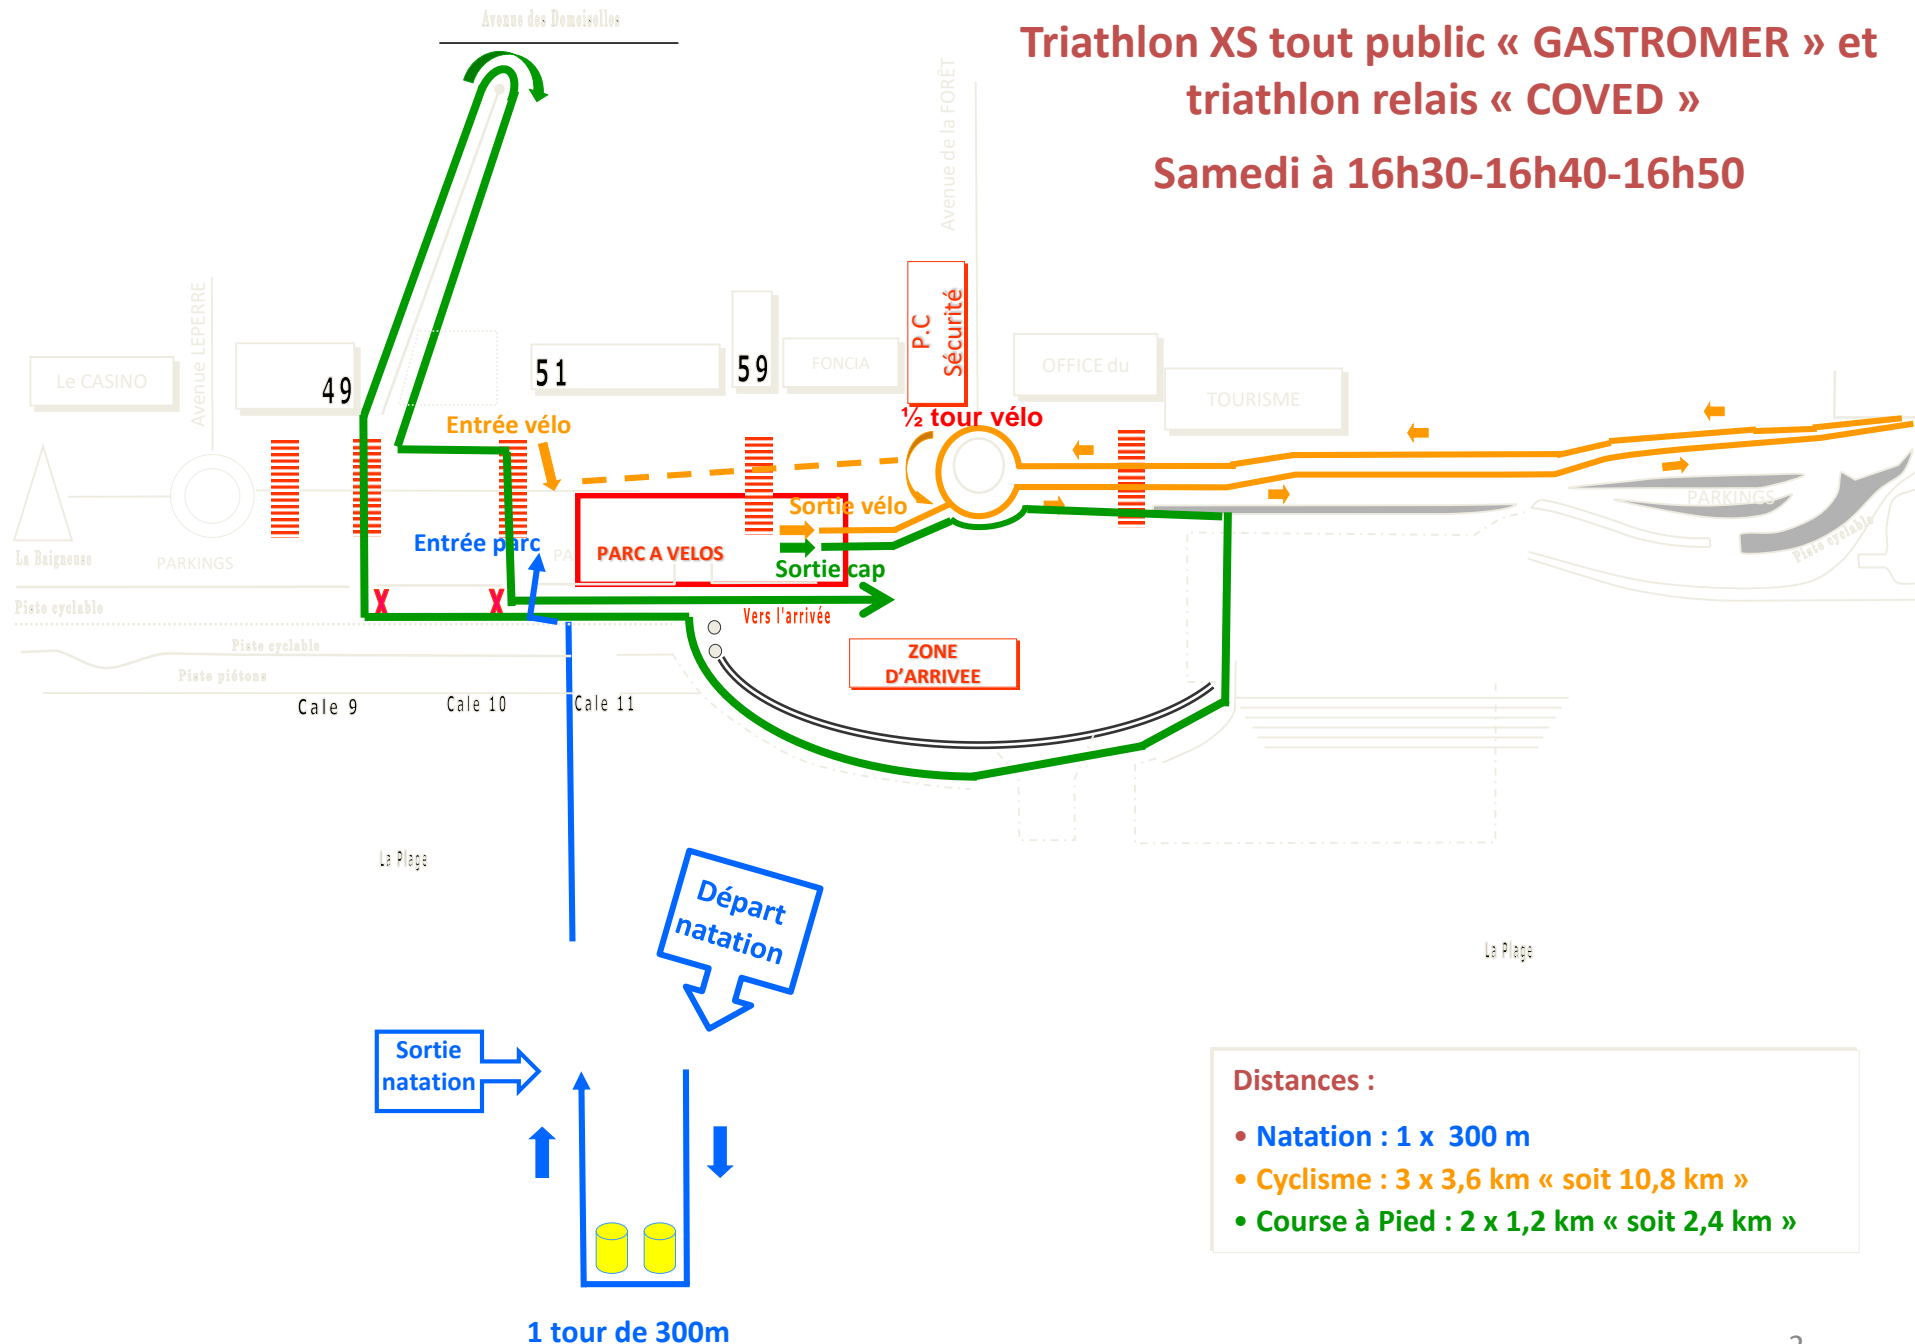 Avenue des Demoiselles
Triathlon XS tout public « GASTROMER » et
triathlon relais « COVED »
Samedi à 16h30-16h40-16h50
Avenue de la FORÊT
Avenue LEPERRE
P.C
Sécurité
Le CASINO
49
51
59
FONCIA
OFFICE du
TOURISME
½ tour vélo
Entrée vélo
Sortie vélo
PARKINGS
La Baigneuse
PARKINGS
Entrée parc
PA
PARC A VELOS
Sortie cap
Piste cyclable
Piste cyclable
X
X
Vers l'arrivée
Piste cyclable
Piste piétons
ZONE
D'ARRIVEE
Cale 9
Cale 10
Cale 11
La Plage
Départ
natation
La Plage
Sortie
natation
Distances :
• Natation : 1 x 300 m
• Cyclisme : 3 x 3,6 km « soit 10,8 km »
• Course à Pied : 2 x 1,2 km « soit 2,4 km »
1 tour de 300m